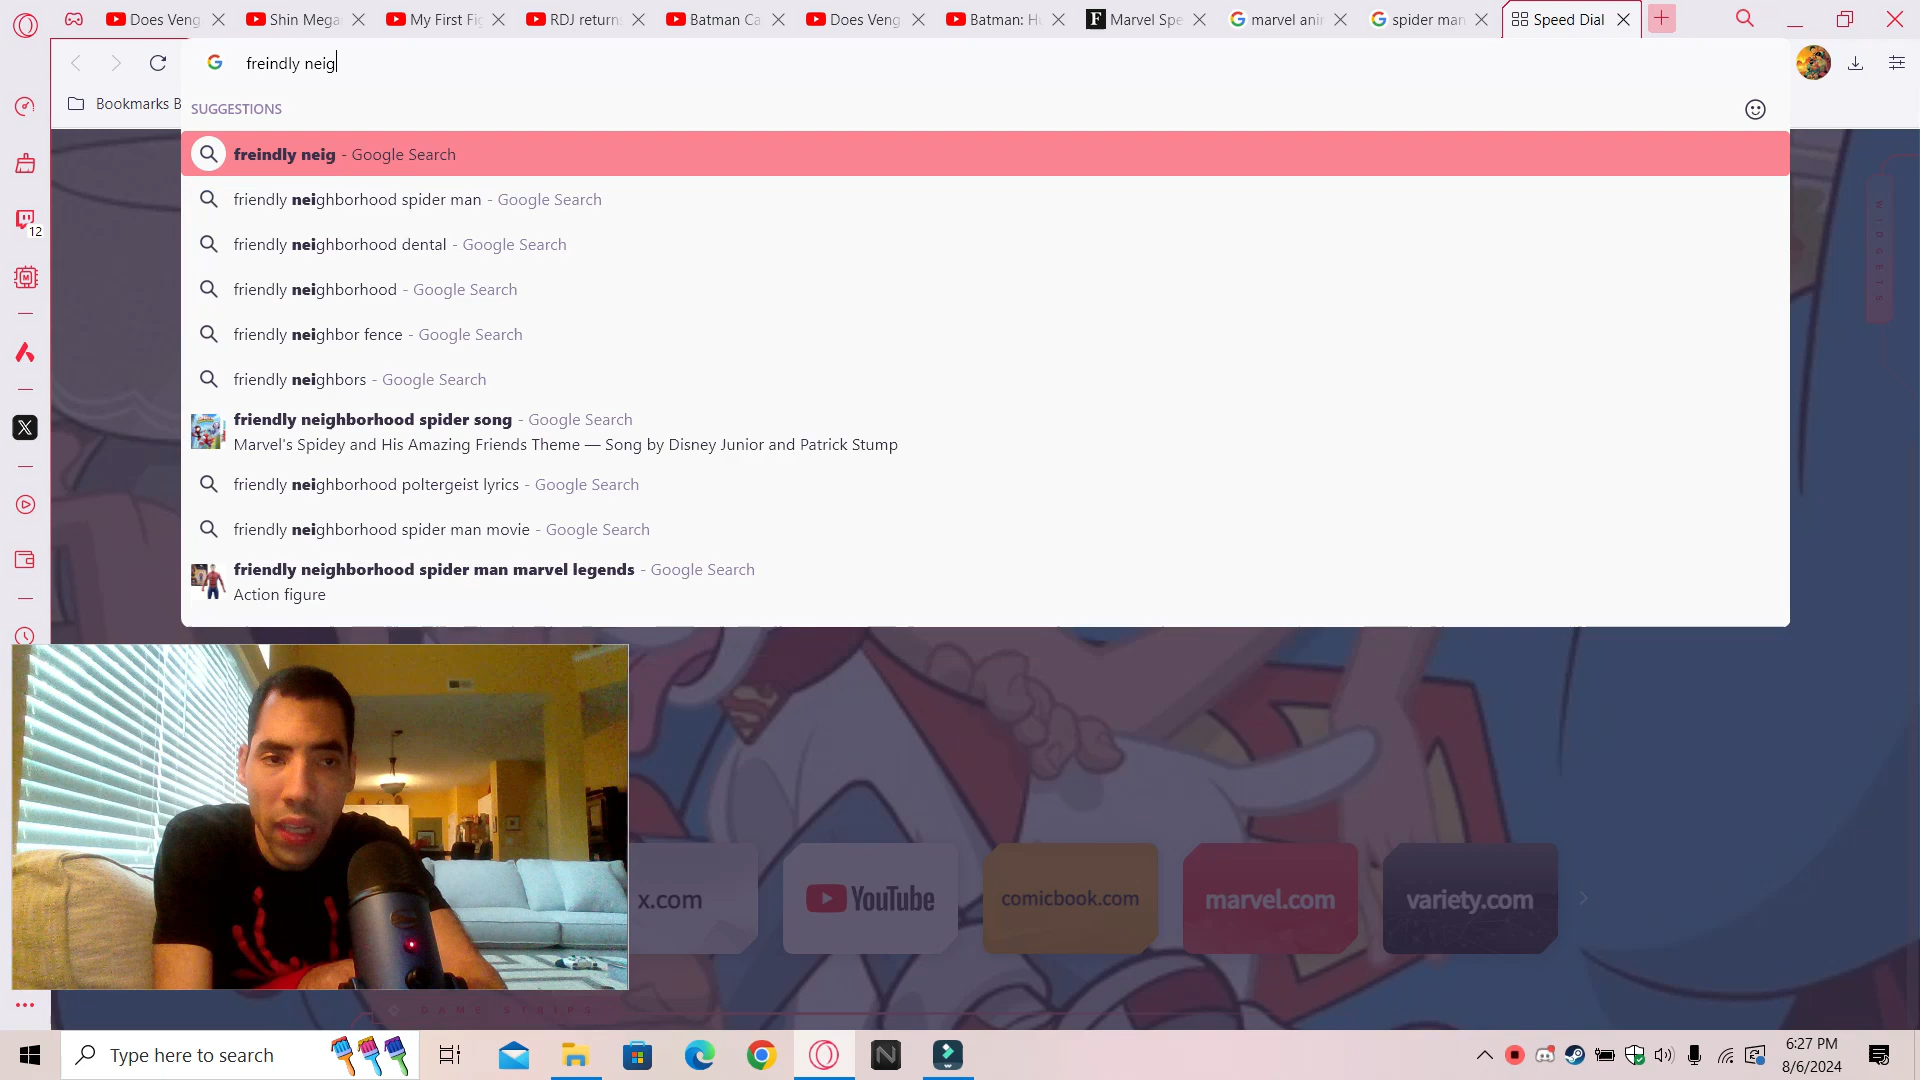 Does Veng
Shin Mega
My First Fi
RDJ return
Batman Ca
Does Veng
Batman: H
Marvel Spe
marvel ani
spider man
Speed Dial
freindly neig
Bookmarks B
SUGGESTIONS
freindly neig - Google Search
friendly neighborhood spider man - Google Search
friendly neighborhood dental - Google Search
friendly neighborhood - Google Search
friendly neighbor fence - Google Search
friendly neighbors - Google Search
friendly neighborhood spider song - Google Search
Marvel's Spidey and His Amazing Friends Theme — Song by Disney Junior and Patrick Stump
friendly neighborhood poltergeist lyrics - Google Search
friendly neighborhood spider man movie - Google Search
friendly neighborhood spider man marvel legends - Google Search
Action figure
12
WIDGETS
x.com
YouTube
comicbook.com
marvel.com
variety.com
Type here to search
6:27 PM
8/6/2024